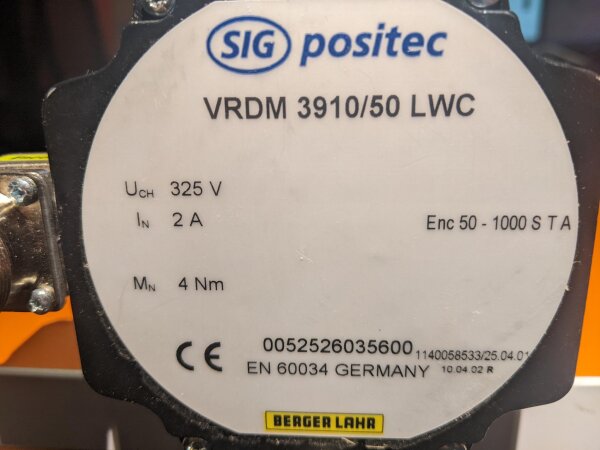 SIG positec
VRDM 3910/50 LWC
UCH 325 V
IN 2 A
Enc 50 - 1000 S T A
MN 4 Nm
CE 0052526035600 1140058533/25.04.01
EN 60034 GERMANY 10.04.02 R
BERGER LAHR